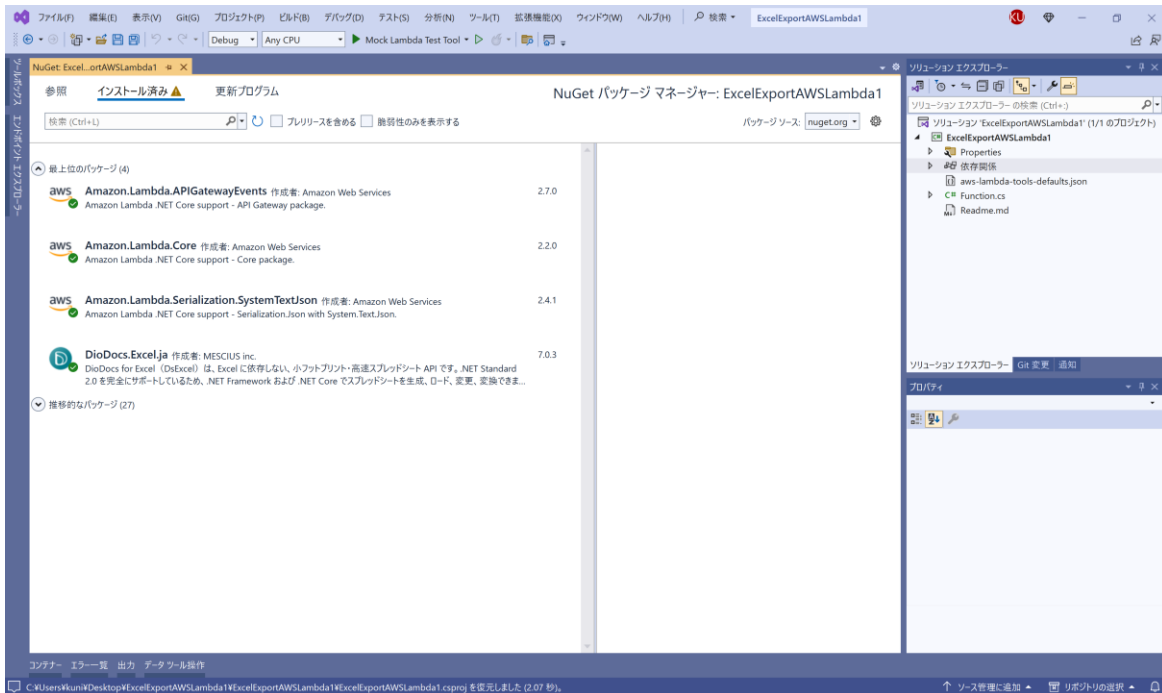 ファイル(F) 編集(E) 表示(V) Git(G) プロジェクト(P) ビルド(B) デバッグ(D) テスト(S) 分析(N) ツール(T) 拡張機能(X) ウィンドウ(W) ヘルプ(H) 検索 ExcelExportAWSLambda1 KU
Debug Any CPU Mock Lambda Test Tool
ツールボックス エンドポイント エクスプローラー
NuGet: Excel...ortAWSLambda1
参照 インストール済み 更新プログラム
NuGet パッケージ マネージャー: ExcelExportAWSLambda1
検索 (Ctrl+L) プレリリースを含める 脆弱性のみを表示する パッケージ ソース: nuget.org
最上位のパッケージ (4)
aws Amazon.Lambda.APIGatewayEvents 作成者: Amazon Web Services 2.7.0
Amazon Lambda .NET Core support - API Gateway package.
aws Amazon.Lambda.Core 作成者: Amazon Web Services 2.2.0
Amazon Lambda .NET Core support - Core package.
aws Amazon.Lambda.Serialization.SystemTextJson 作成者: Amazon Web Services 2.4.1
Amazon Lambda .NET Core support - Serialization.Json with System.Text.Json.
DioDocs.Excel.ja 作成者: MESCIUS inc. 7.0.3
DioDocs for Excel（DsExcel）は、Excel に依存しない、小フットプリント・高速スプレッドシート API です。.NET Standard
2.0 を完全にサポートしているため、.NET Framework および .NET Core でスプレッドシートを生成、ロード、変更、変換できま...
推移的なパッケージ (27)
ソリューション エクスプローラー
ソリューション エクスプローラー の検索 (Ctrl+:)
ソリューション 'ExcelExportAWSLambda1' (1/1 のプロジェクト)
ExcelExportAWSLambda1
Properties
依存関係
aws-lambda-tools-defaults.json
C# Function.cs
Readme.md
ソリューション エクスプローラー Git 変更 通知
プロパティ
コンテナー エラー一覧 出力 データ ツール操作
C:¥Users¥kuni¥Desktop¥ExcelExportAWSLambda1¥ExcelExportAWSLambda1¥ExcelExportAWSLambda1.csproj を復元しました (2.07 秒)。 ソース管理に追加 リポジトリの選択